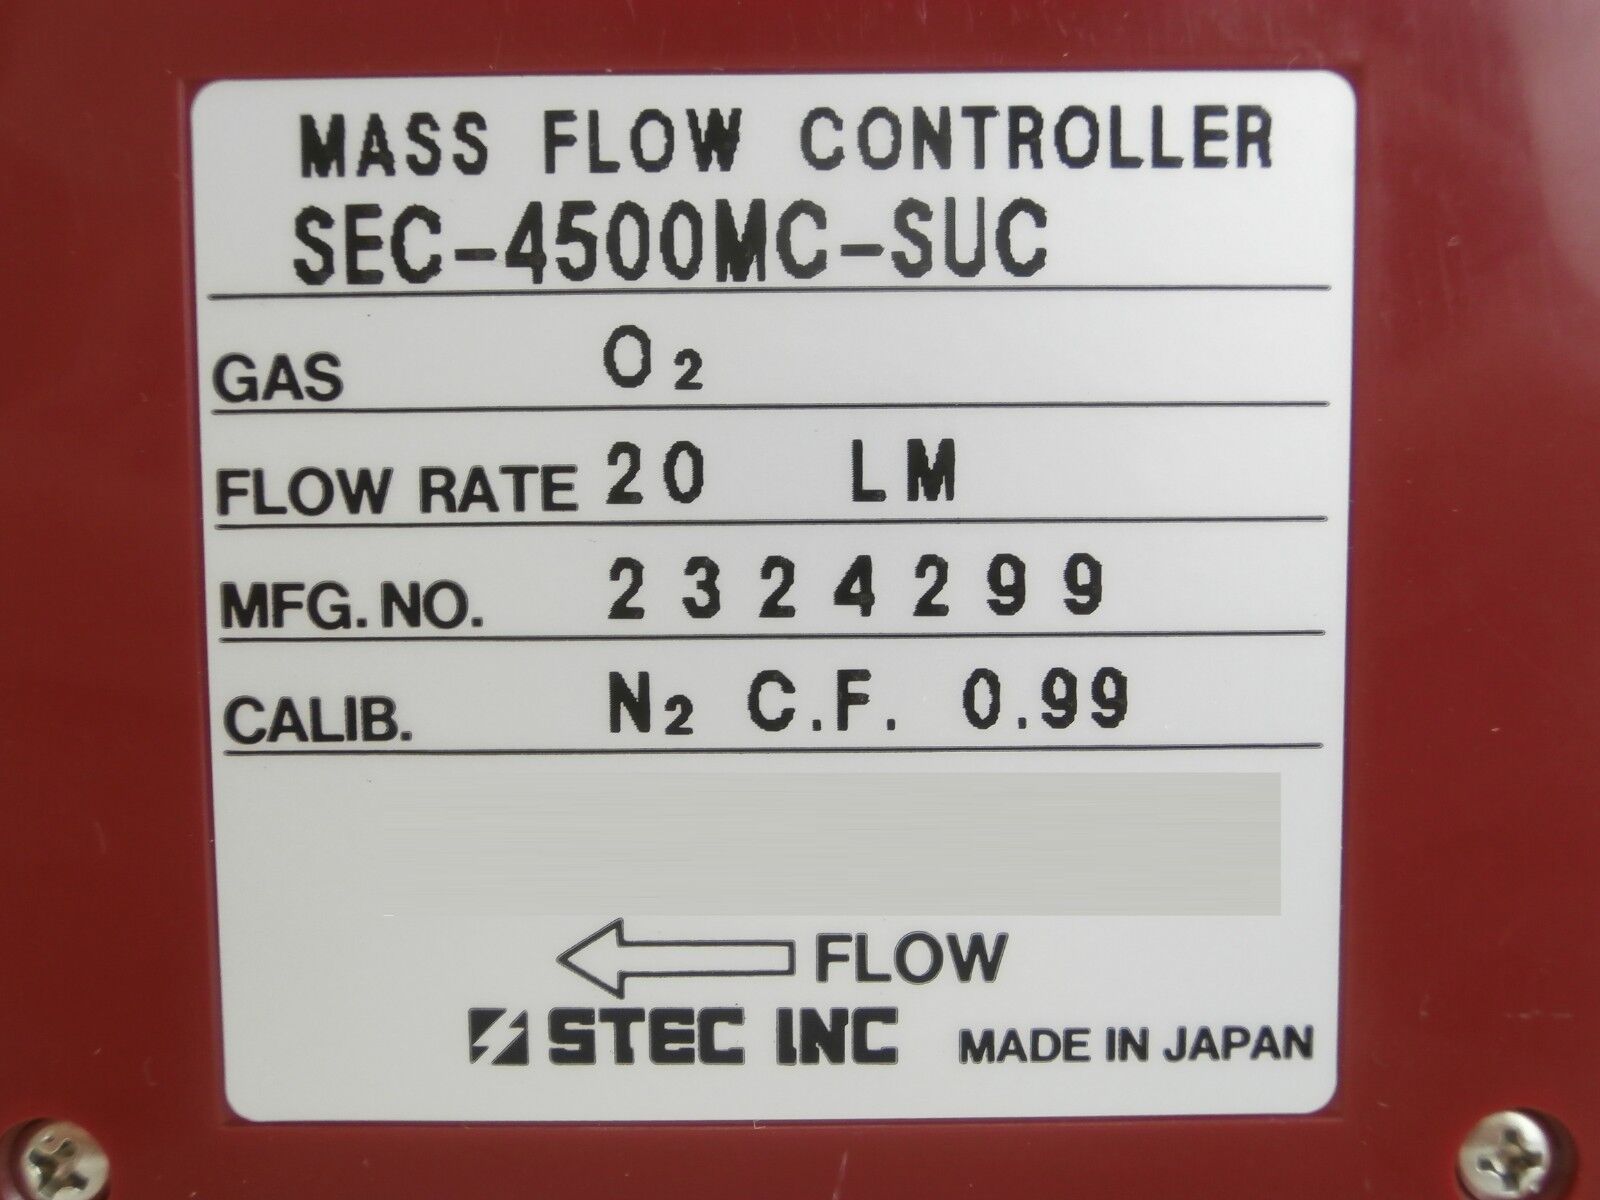 MASS FLOW CONTROLLER
SEC-4500MC-SUC
GAS O2
FLOW RATE 20 LM
MFG. NO. 2324299
CALIB. N2 C.F. 0.99
FLOW
STEC INC MADE IN JAPAN